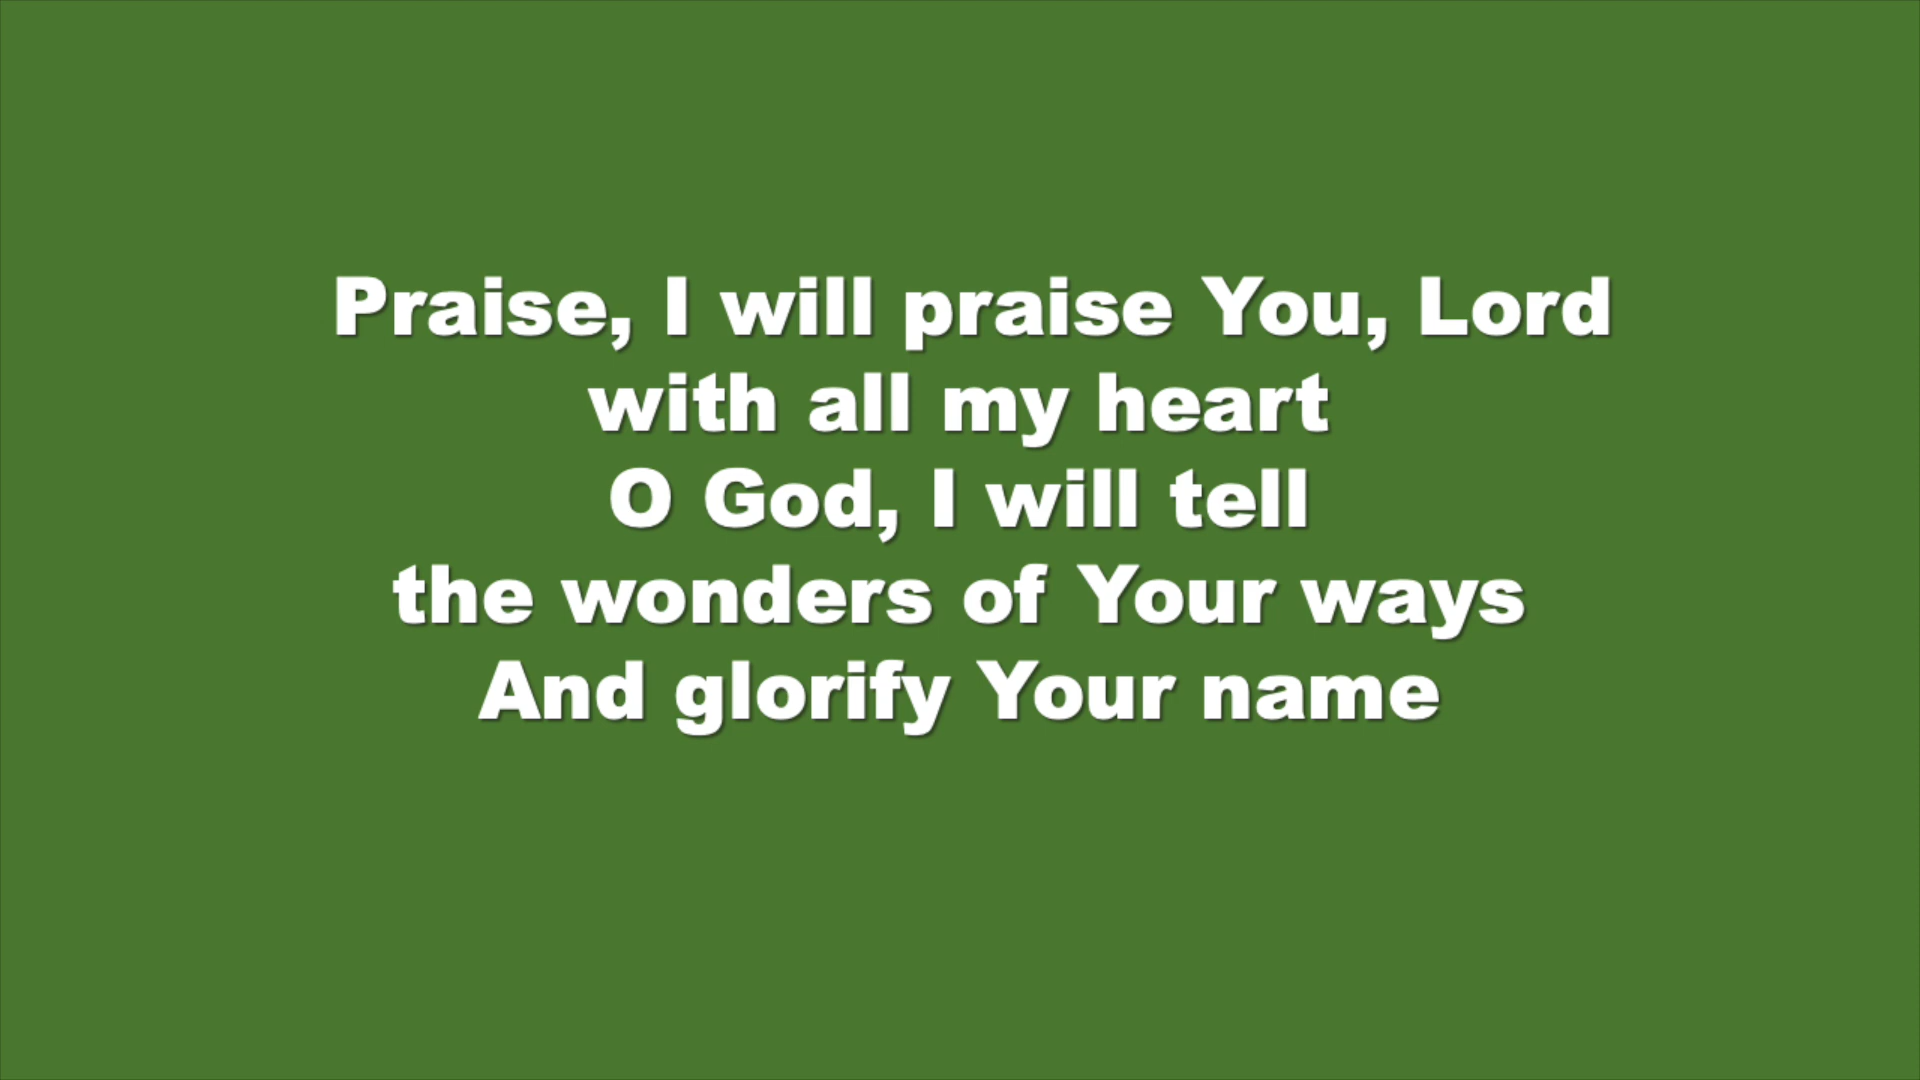 Praise, I will praise You, Lord
with all my heart
O God, I will tell
the wonders of Your ways
And glorify Your name